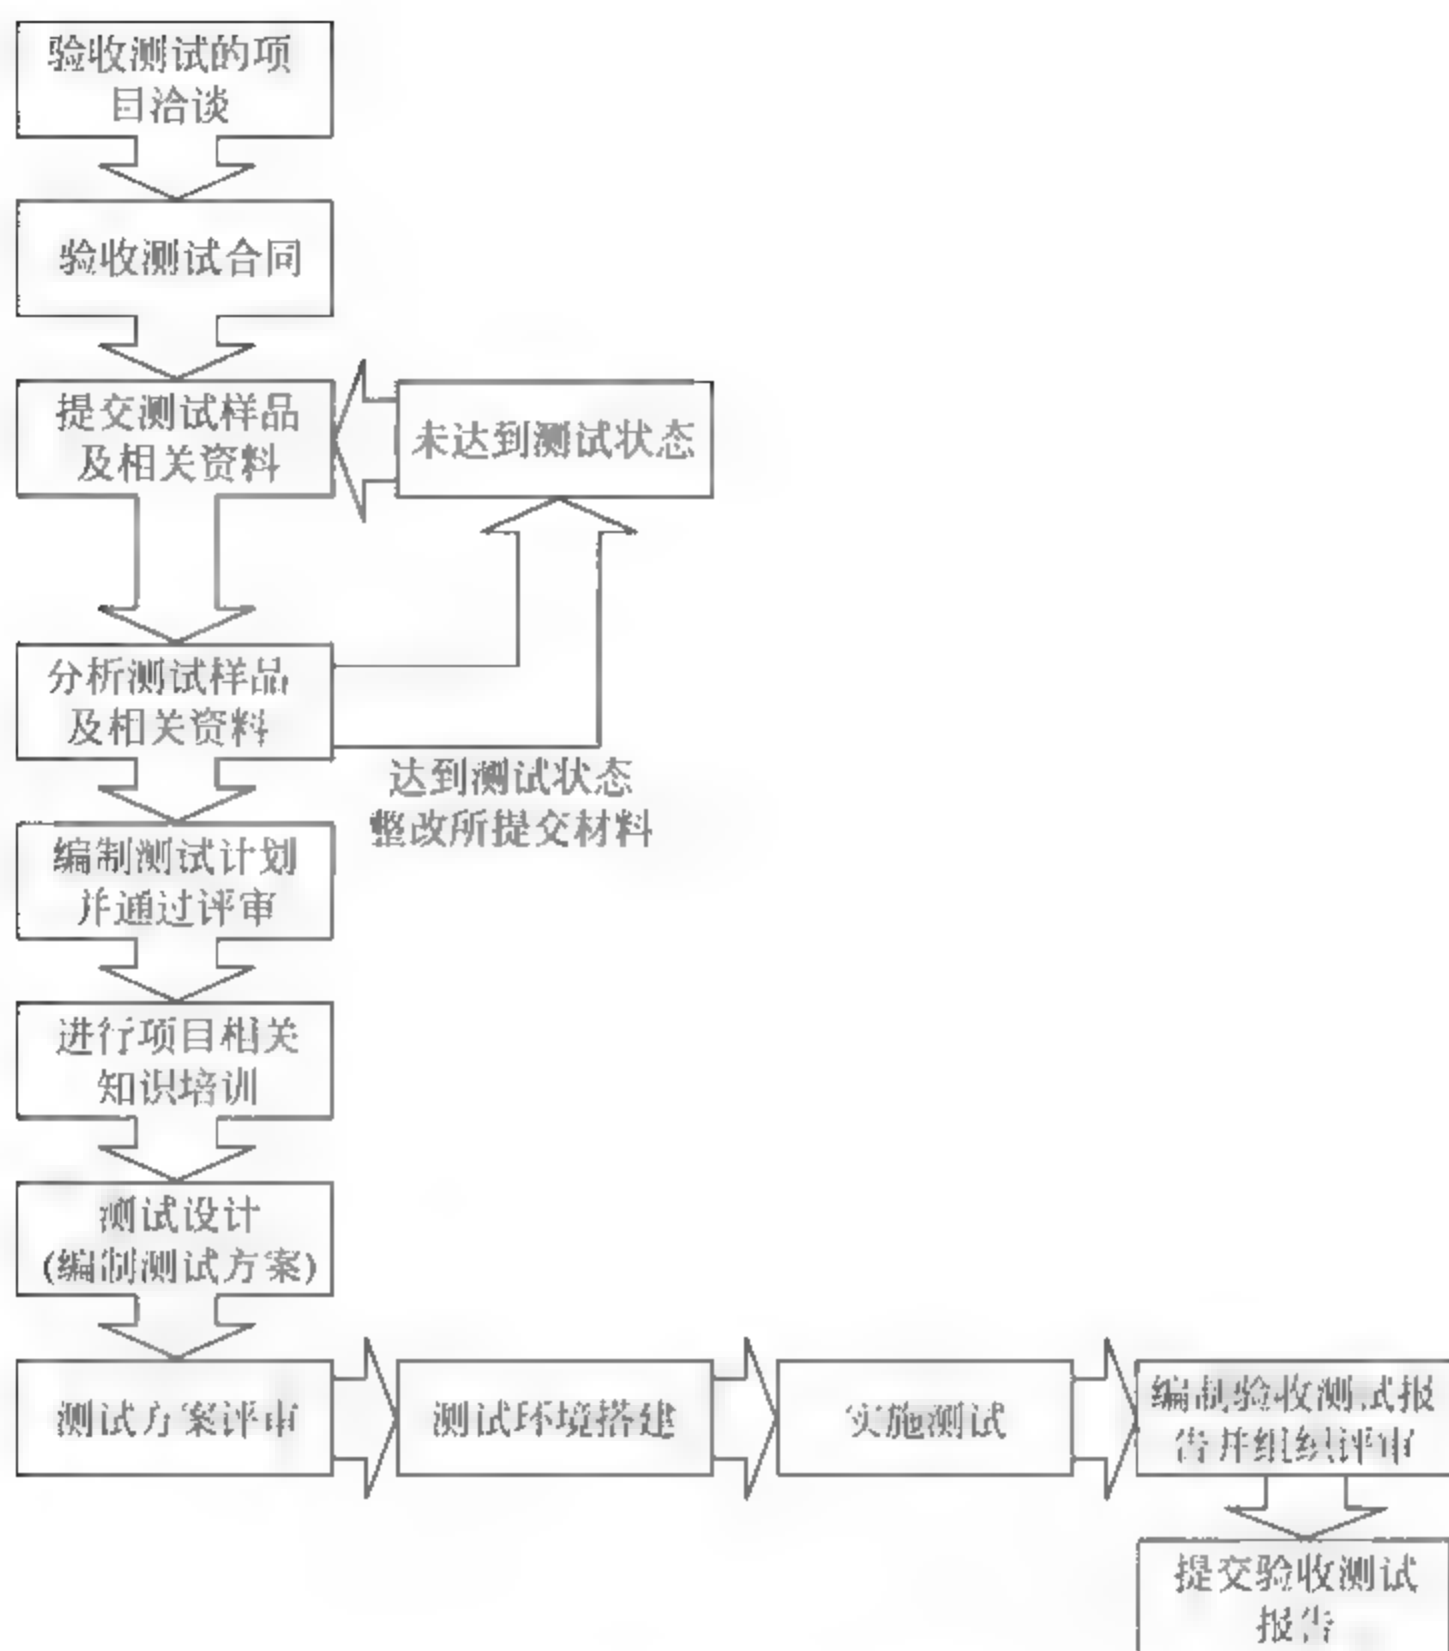 验收测试的项
目洽谈
验收测试合同
提交测试样品
及相关资料
未达到测试状态
分析测试样品
及相关资料
达到测试状态
整改所提交材料
编制测试计划
并通过评审
进行项目相关
知识培训
测试设计
(编制测试方案)
测试方案评审
测试环境搭建
实施测试
编制验收测试报
告并组织评审
提交验收测试
报告